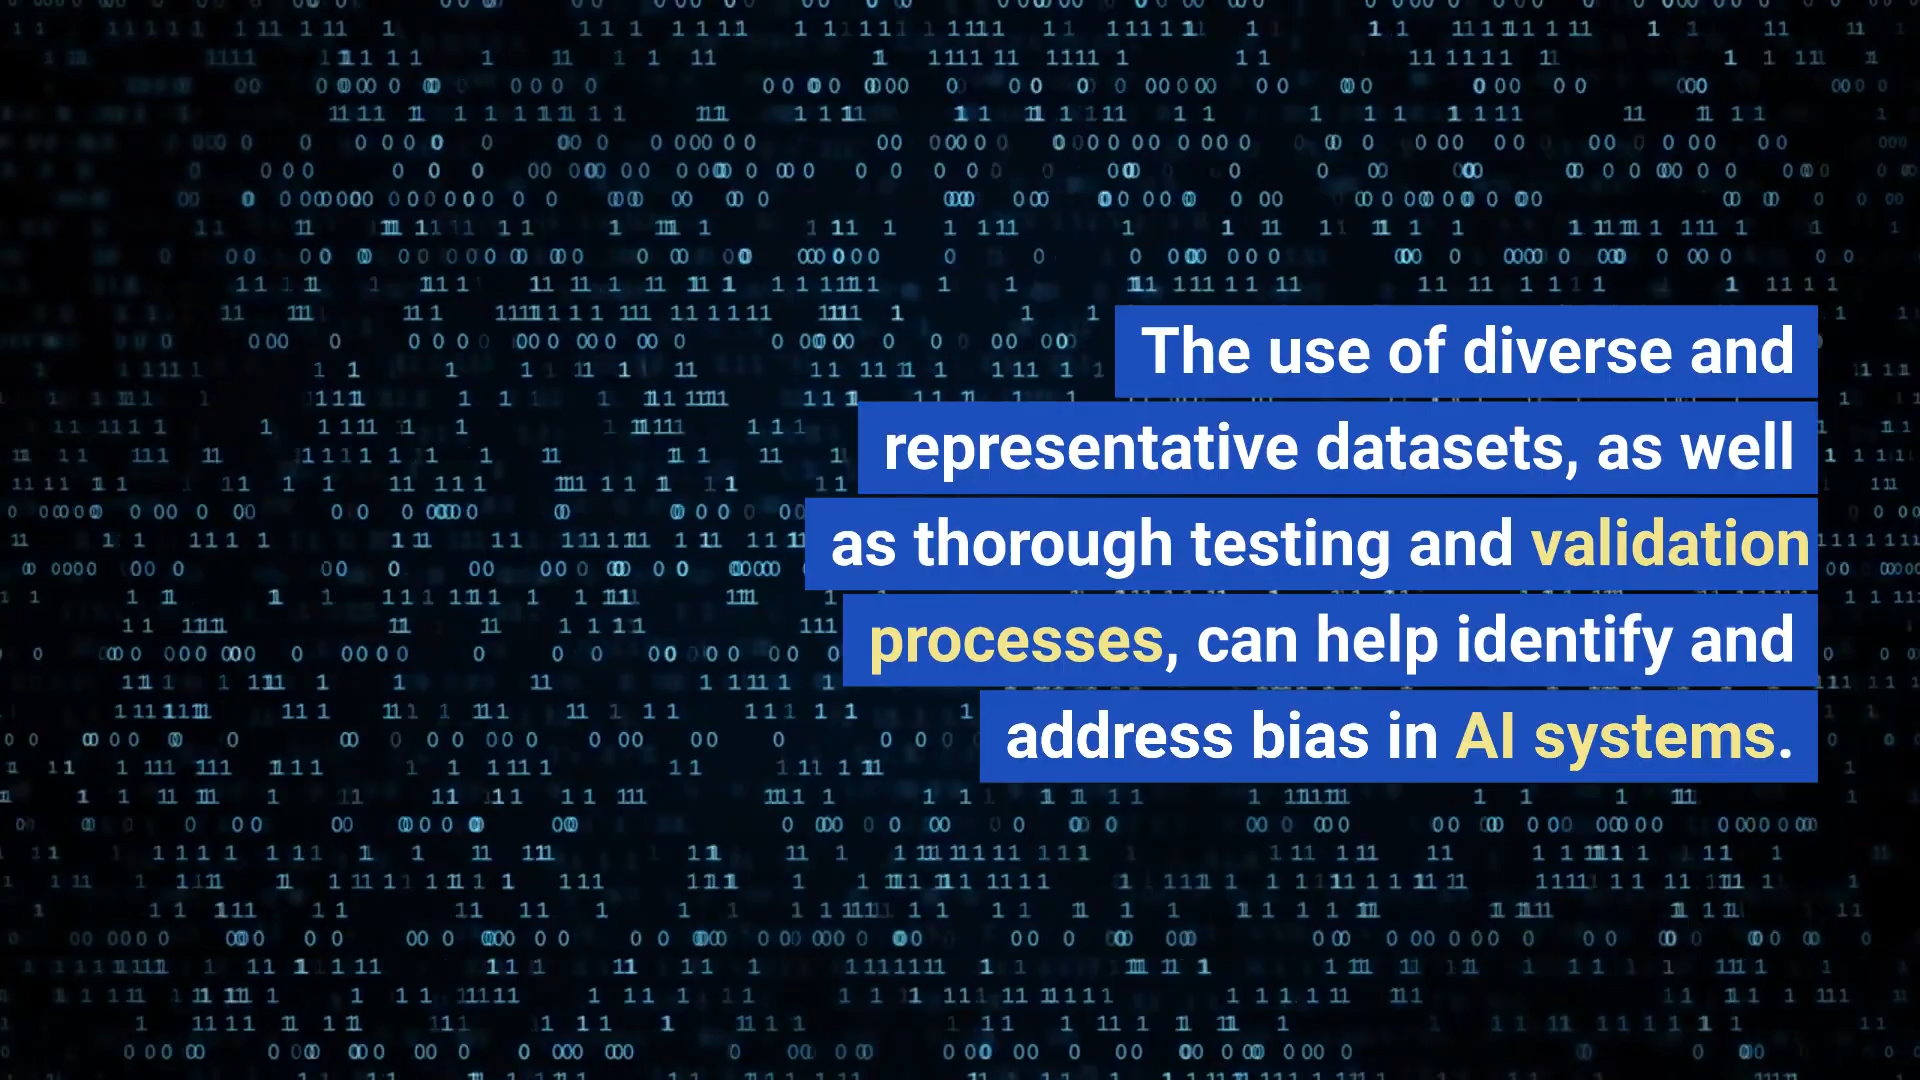 The use of diverse and
representative datasets, as well
as thorough testing and validation
processes, can help identify and
address bias in AI systems.